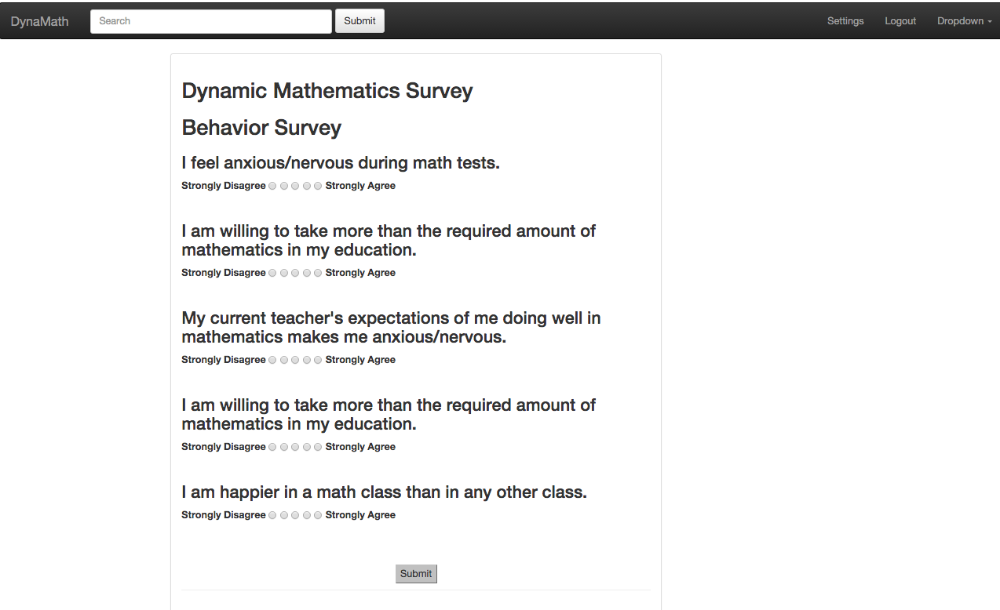 DynaMath Search Submit Settings Logout Dropdown
Dynamic Mathematics Survey
Behavior Survey
I feel anxious/nervous during math tests.
Strongly Disagree Strongly Agree
I am willing to take more than the required amount of
mathematics in my education.
Strongly Disagree Strongly Agree
My current teacher's expectations of me doing well in
mathematics makes me anxious/nervous.
Strongly Disagree Strongly Agree
I am willing to take more than the required amount of
mathematics in my education.
Strongly Disagree Strongly Agree
I am happier in a math class than in any other class.
Strongly Disagree Strongly Agree
Submit